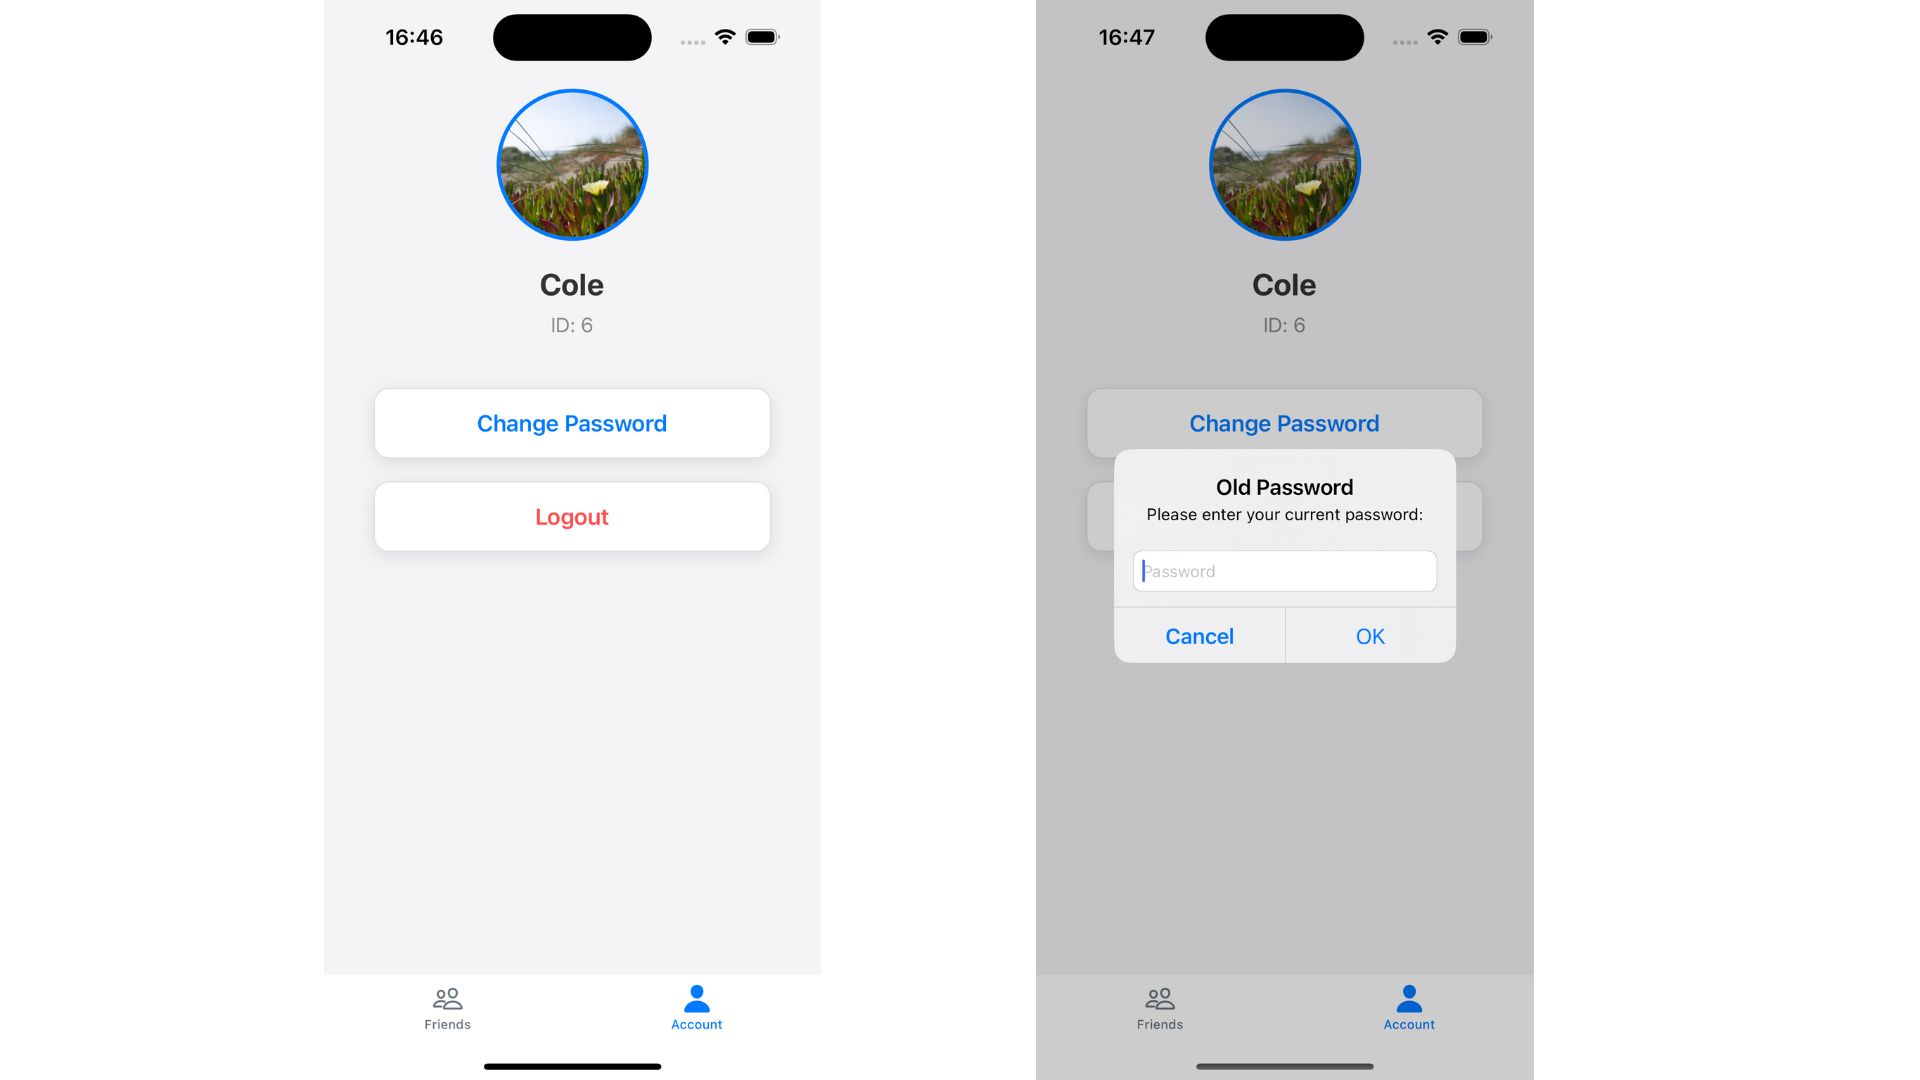 16:46
Cole
ID: 6
Change Password
Logout
Friends
Account
16:47
Cole
ID: 6
Change Password
Old Password
Please enter your current password:
Password
Cancel
OK
Friends
Account